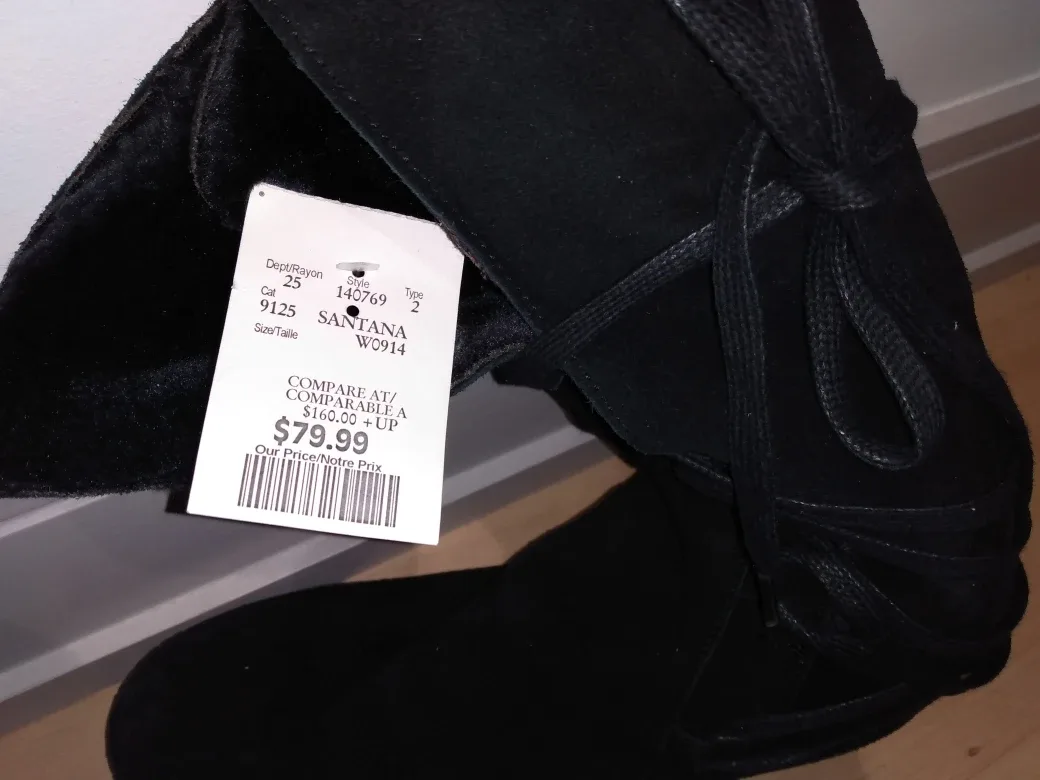 Dept/Rayon Style Type
25 140769 2
Cat
9125 SANTANA
Size/Taille W0914
COMPARE AT/
COMPARABLE A
$160.00 +UP
$79.99
Our Price/Notre Prix